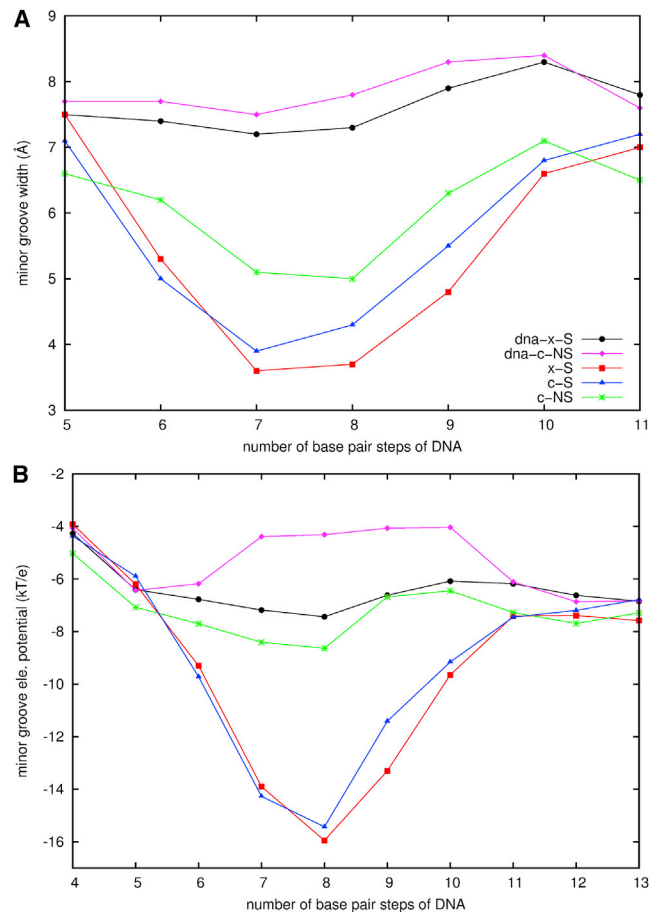 A
9
8
7
6
5
4
3
minor groove width (Å)
dna-x-S
dna-c-NS
x-S
c-S
c-NS
5 6 7 8 9 10 11
number of base pair steps of DNA
B
-2
-4
-6
-8
-10
-12
-14
-16
minor groove ele. potential (kT/e)
4 5 6 7 8 9 10 11 12 13
number of base pair steps of DNA